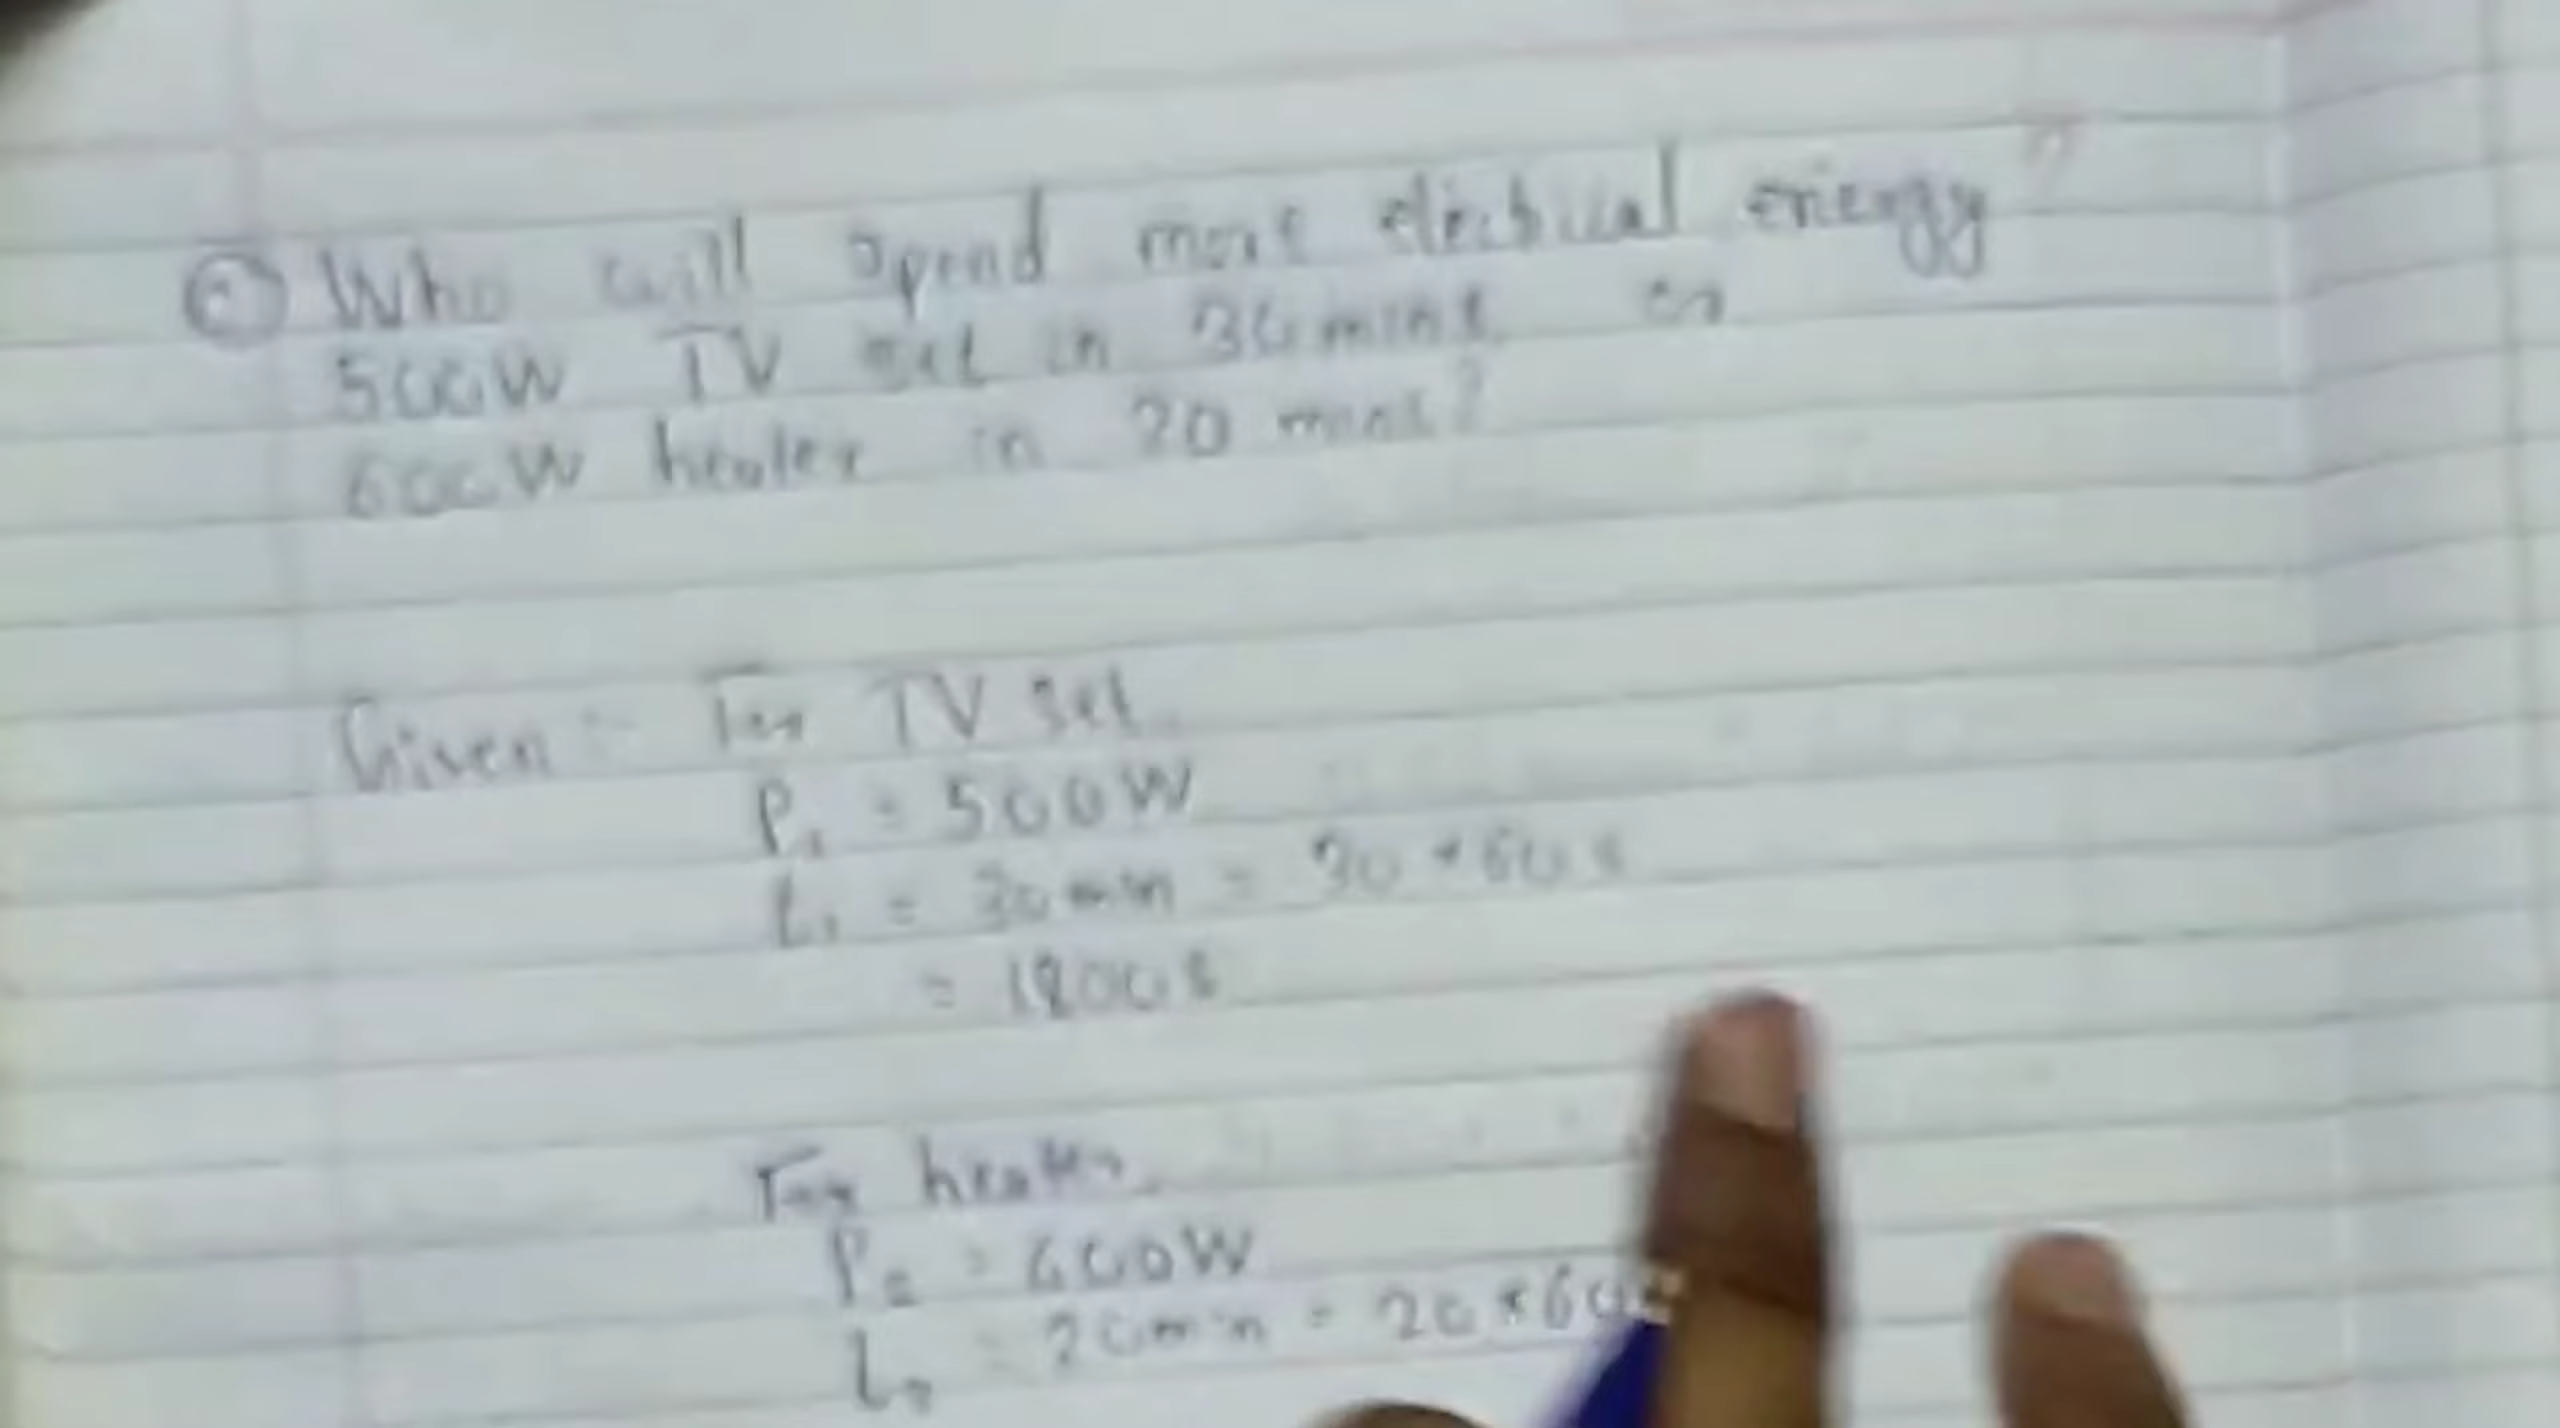 Who will spend more electrical energy?
500W TV set in 30 mins or
600W heater in 20 mins?
Given :- For TV set
P₁ = 500W
t₁ = 30 min = 30 × 60 s
= 1800 s
For heater
P₂ = 600W
t₂ = 20 min = 20 × 60